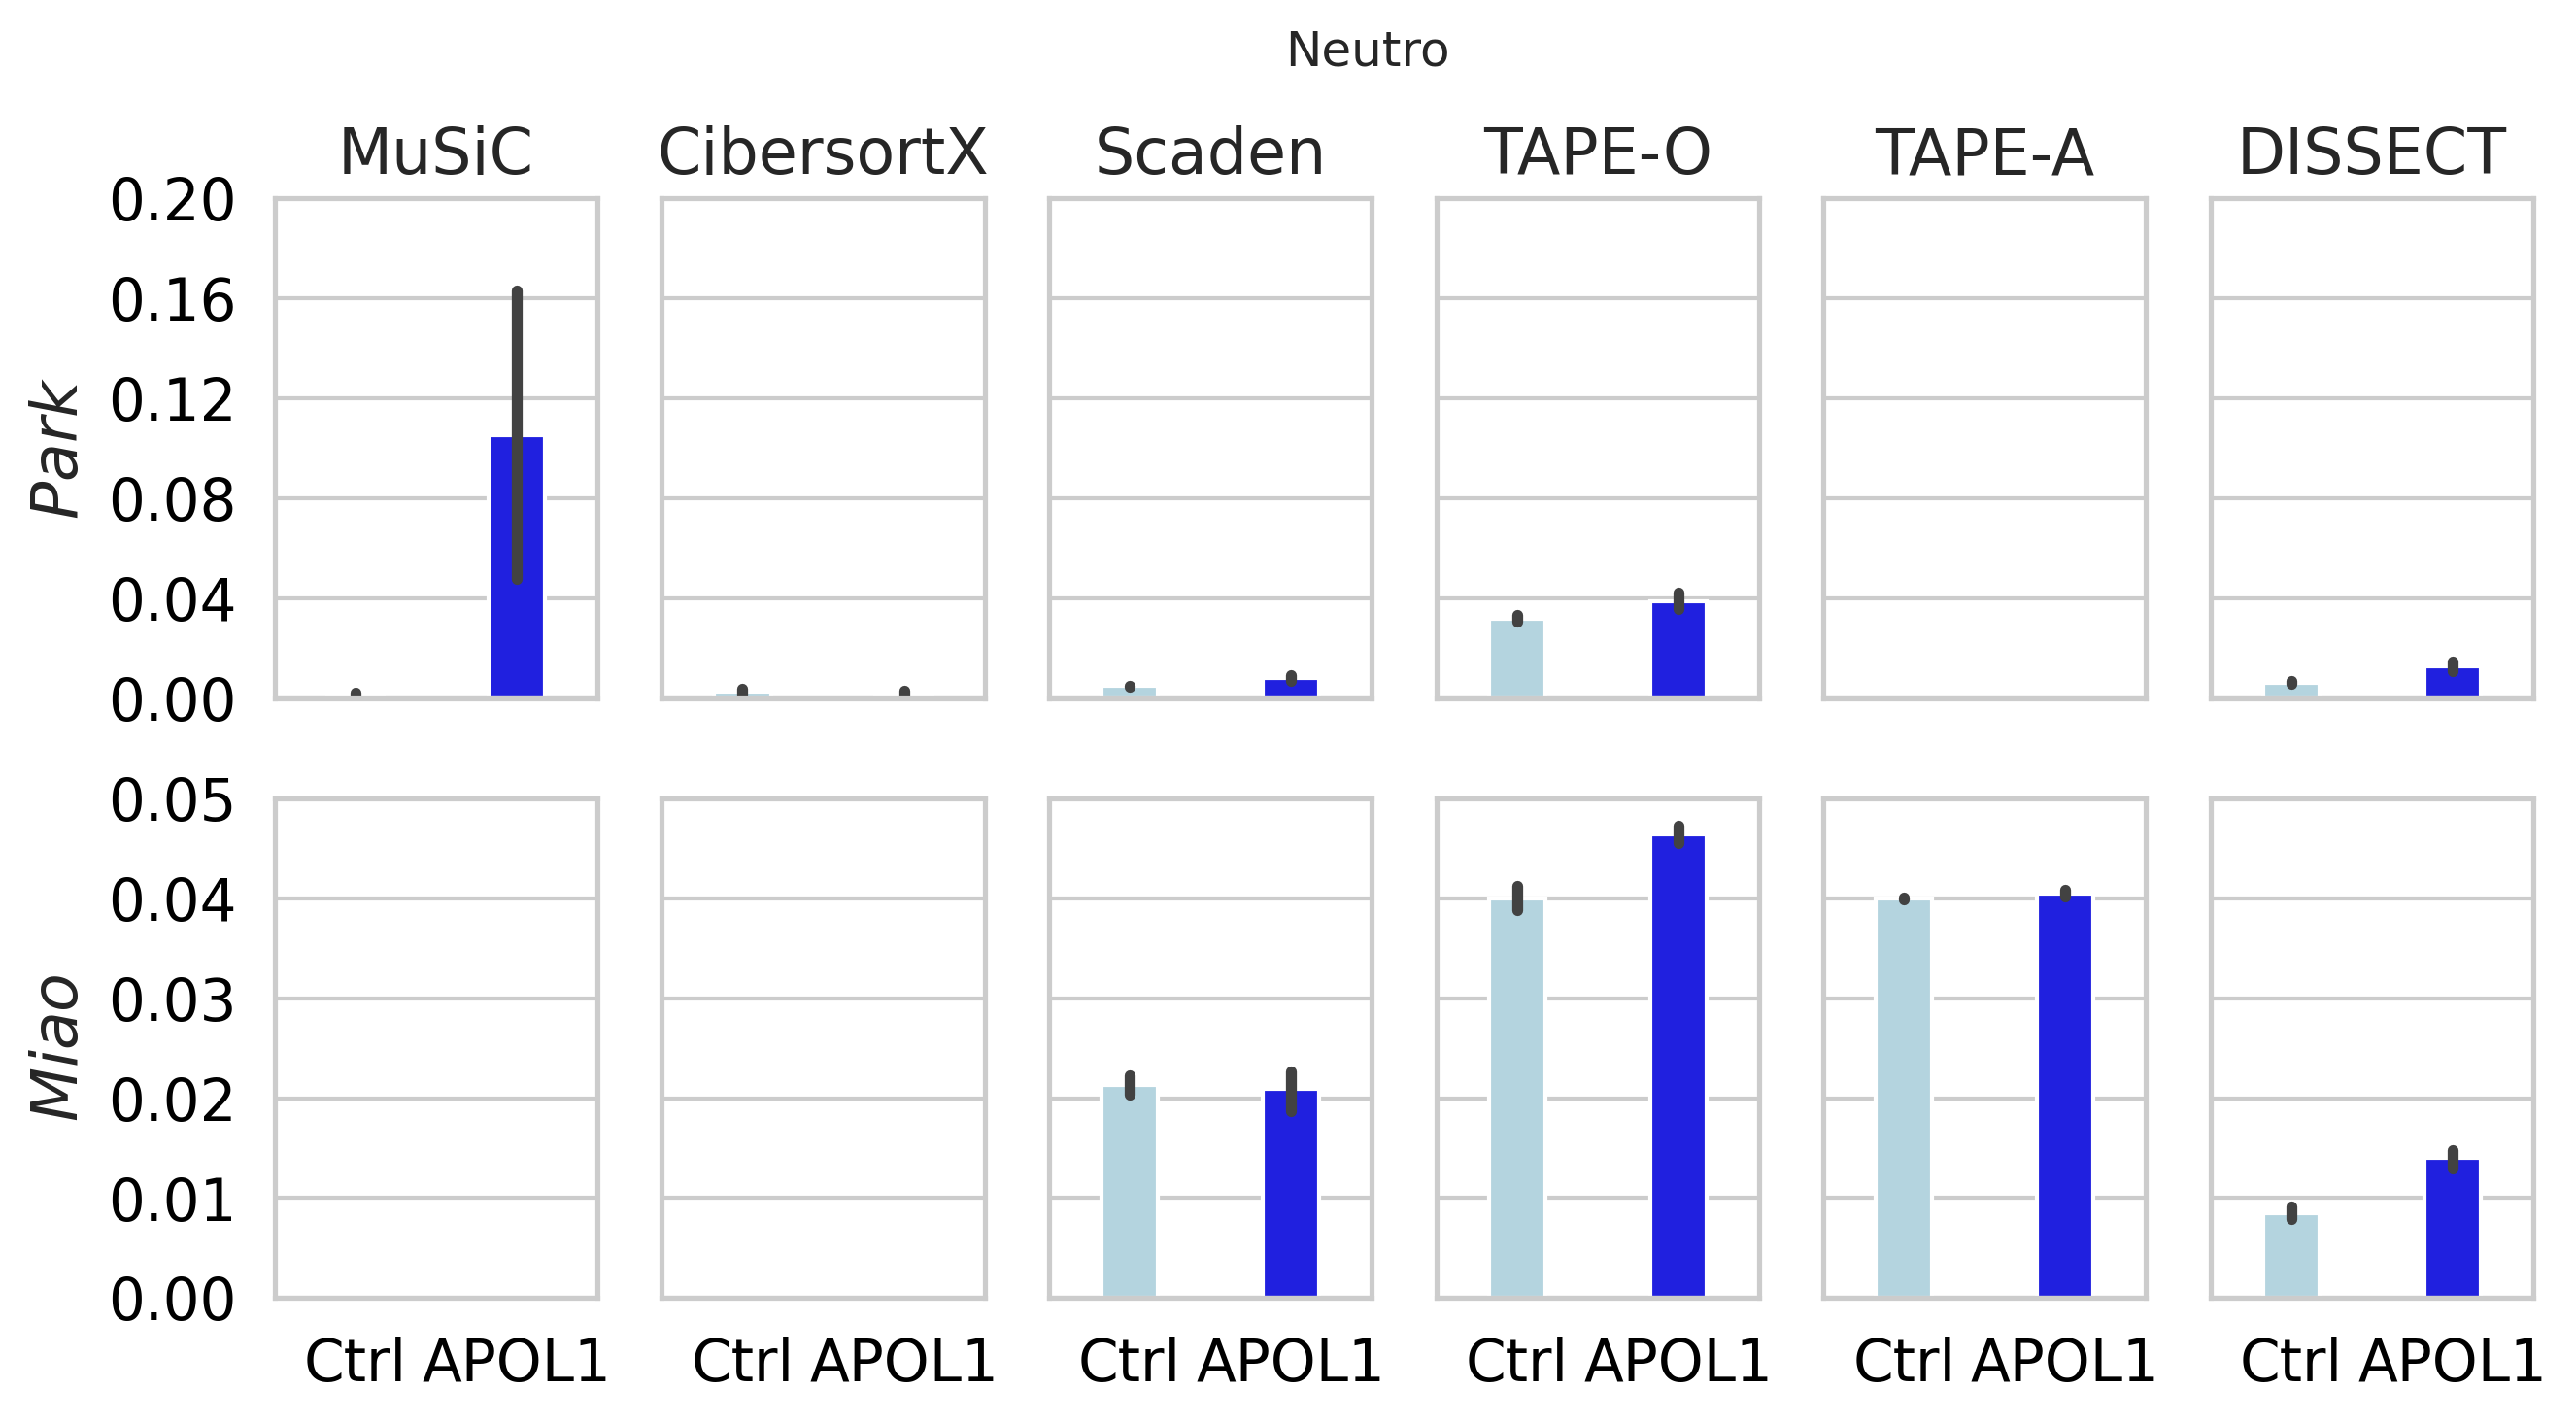 Neutro
MuSiC CibersortX Scaden TAPE-O TAPE-A DISSECT
Park
0.20
0.16
0.12
0.08
0.04
0.00
Miao
0.05
0.04
0.03
0.02
0.01
0.00
Ctrl APOL1 Ctrl APOL1 Ctrl APOL1 Ctrl APOL1 Ctrl APOL1 Ctrl APOL1